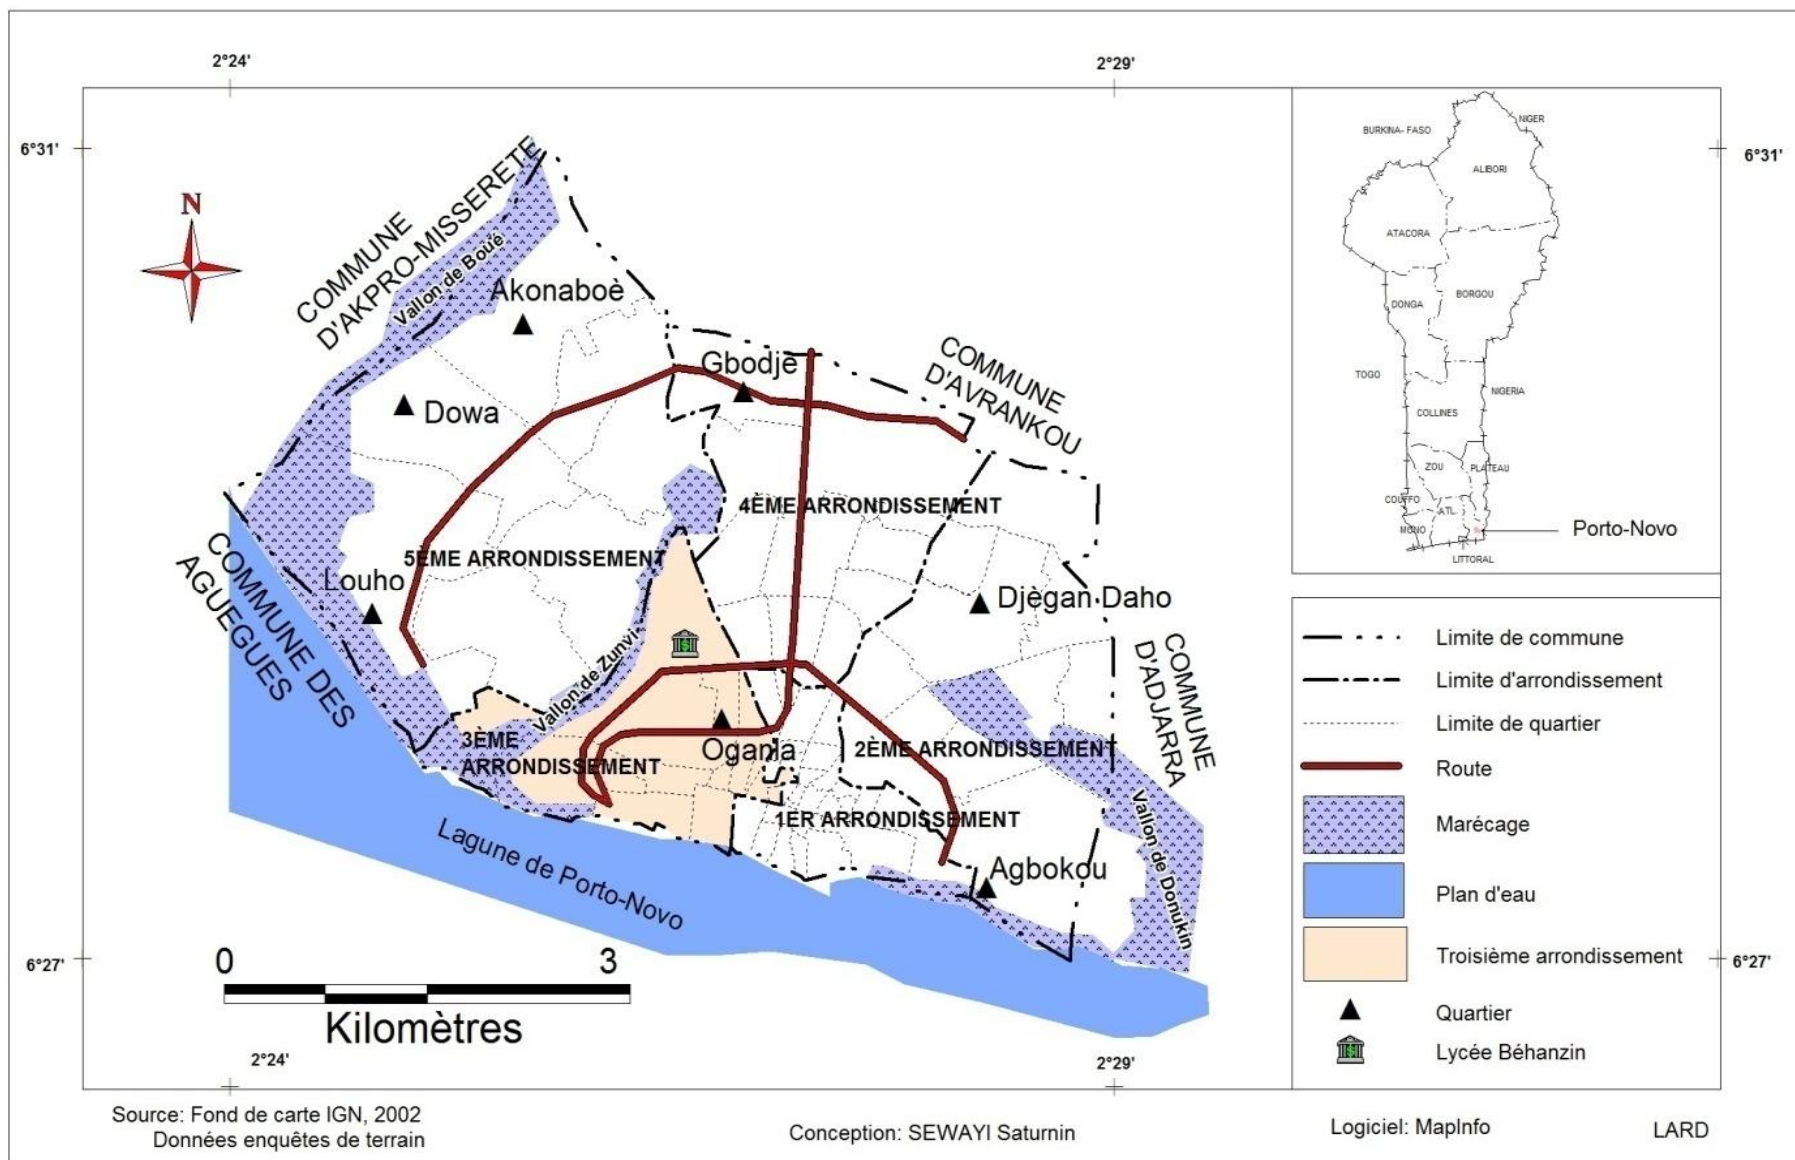 2°24'
2°29'
6°31'
6°31'
N
COMMUNE
D'AKPRO-MISSERETE
Vallon de Boué
Akonaboè
Gbodjè
COMMUNE
D'AVRANKOU
Dowa
4ÈME ARRONDISSEMENT
5ÈME ARRONDISSEMENT
Louho
COMMUNE DES
AGUEGUES
Djègan Daho
Vallon de Zunvi
COMMUNE
D'ADJARRA
3ÈME
ARRONDISSEMENT
Ogania
2ÈME ARRONDISSEMENT
1ER ARRONDISSEMENT
Vallon de Donukin
Agbokou
Lagune de Porto-Novo
6°27'
6°27'
0 3
Kilomètres
2°24'
2°29'
BURKINA- FASO
NIGER
ALIBORI
ATACORA
BORGOU
DONGA
TOGO
NIGERIA
COLLINES
ZOU
PLATEAU
COUFFO
ATL.
MONO
Porto-Novo
LITTORAL
Limite de commune
Limite d'arrondissement
Limite de quartier
Route
Marécage
Plan d'eau
Troisième arrondissement
Quartier
Lycée Béhanzin
Source: Fond de carte IGN, 2002
Données enquêtes de terrain
Conception: SEWAYI Saturnin
Logiciel: MapInfo
LARD